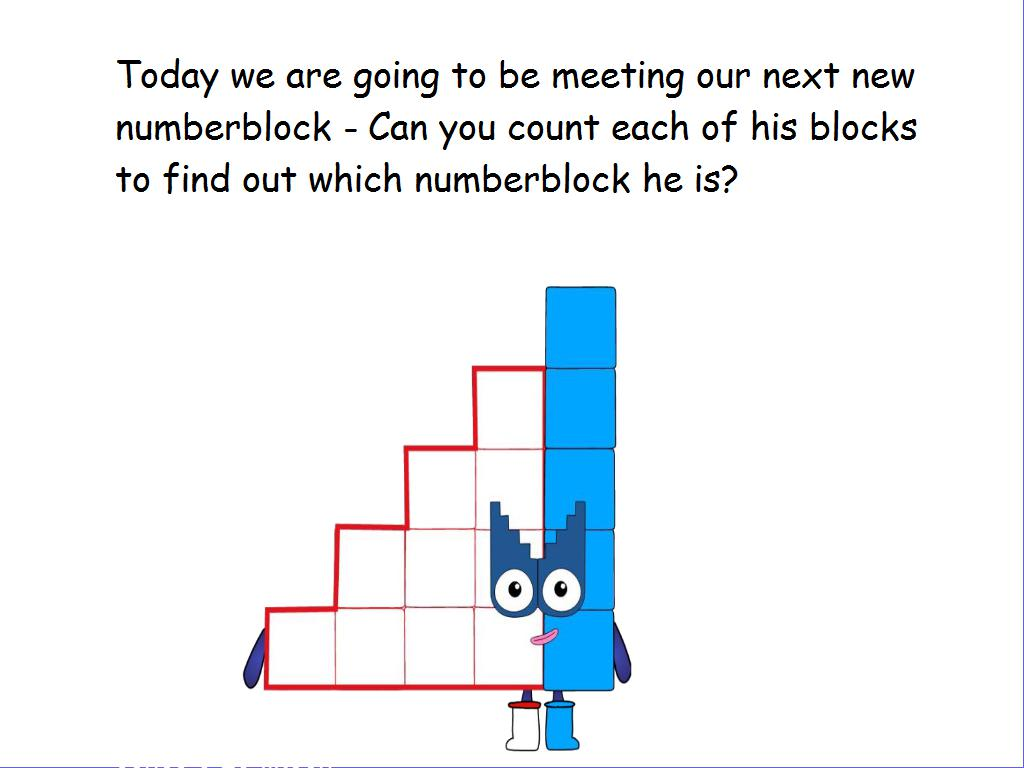 Today we are going to be meeting our next new
numberblock - Can you count each of his blocks
to find out which numberblock he is?